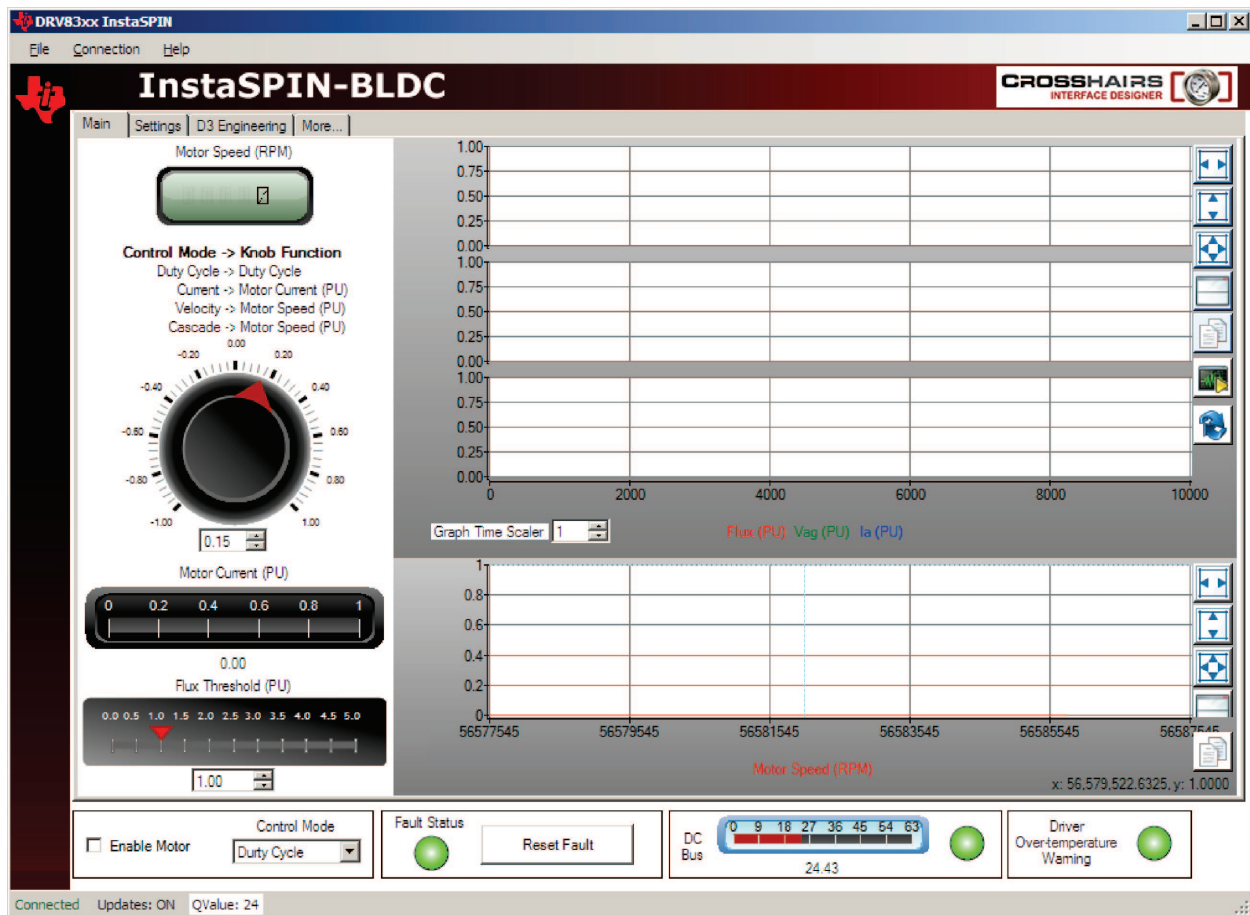 DRV83xx InstaSPIN
File Connection Help
InstaSPIN-BLDC
CROSSHAIRS
INTERFACE DESIGNER
Main Settings D3 Engineering More...
Motor Speed (RPM)
Control Mode -> Knob Function
Duty Cycle -> Duty Cycle
Current -> Motor Current (PU)
Velocity -> Motor Speed (PU)
Cascade -> Motor Speed (PU)
0.00
-0.20 0.20
-0.40 0.40
-0.60 0.60
-0.80 0.80
-1.00 1.00
0.15
Motor Current (PU)
0 0.2 0.4 0.6 0.8 1
0.00
Flux Threshold (PU)
0.0 0.5 1.0 1.5 2.0 2.5 3.0 3.5 4.0 4.5 5.0
1.00
1.00
0.75
0.50
0.25
0.00
1.00
0.75
0.50
0.25
0.00
1.00
0.75
0.50
0.25
0.00
0 2000 4000 6000 8000 10000
Graph Time Scaler 1 Flux (PU) Vag (PU) Ia (PU)
1
0.8
0.6
0.4
0.2
0
56577545 56579545 56581545 56583545 56585545 56587545
Motor Speed (RPM)
x: 56,579,522.6325, y: 1.0000
Enable Motor
Control Mode
Durty Cycle
Fault Status
Reset Fault
DC
Bus
0 9 18 27 36 45 54 63
24.43
Driver
Over-temperature
Warning
Connected Updates: ON QValue: 24